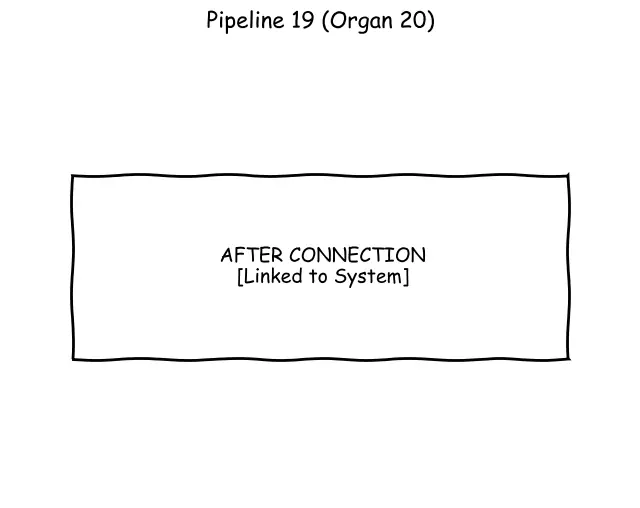 Pipeline 19 (Organ 20)
AFTER CONNECTION
[Linked to System]